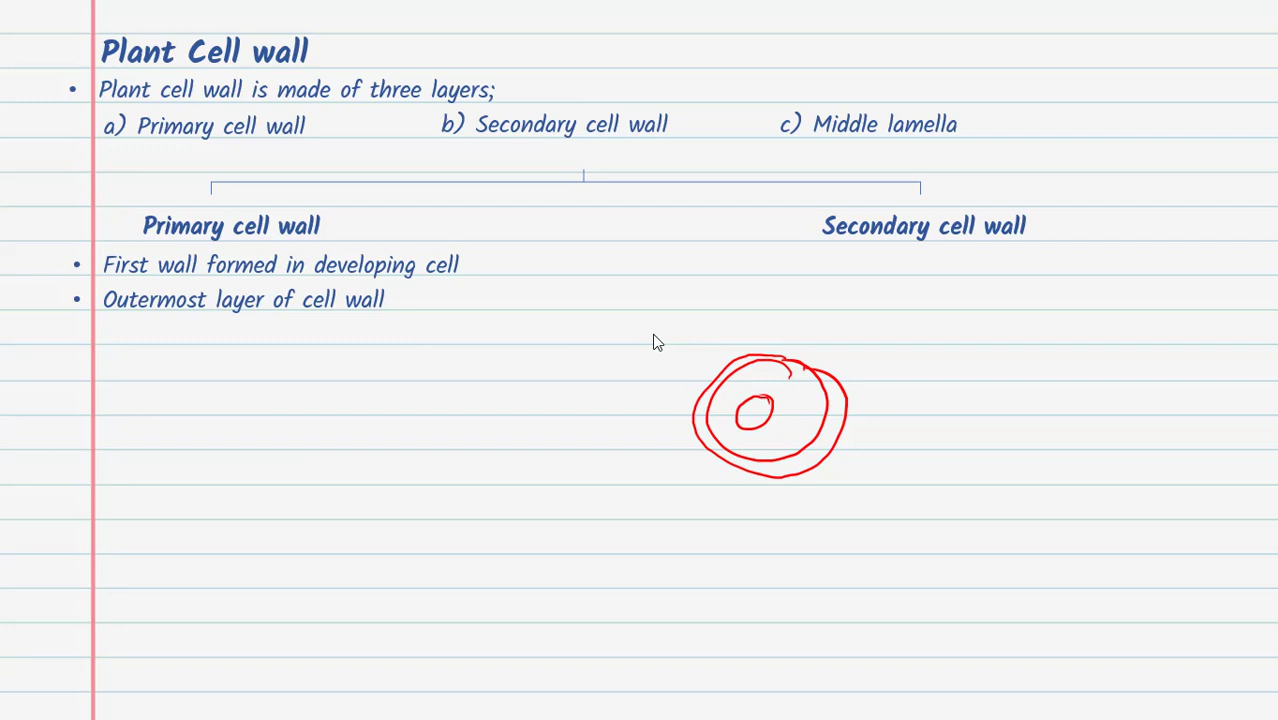 Plant Cell wall
• Plant cell wall is made of three layers;
a) Primary cell wall b) Secondary cell wall c) Middle lamella
Primary cell wall Secondary cell wall
• First wall formed in developing cell
• Outermost layer of cell wall